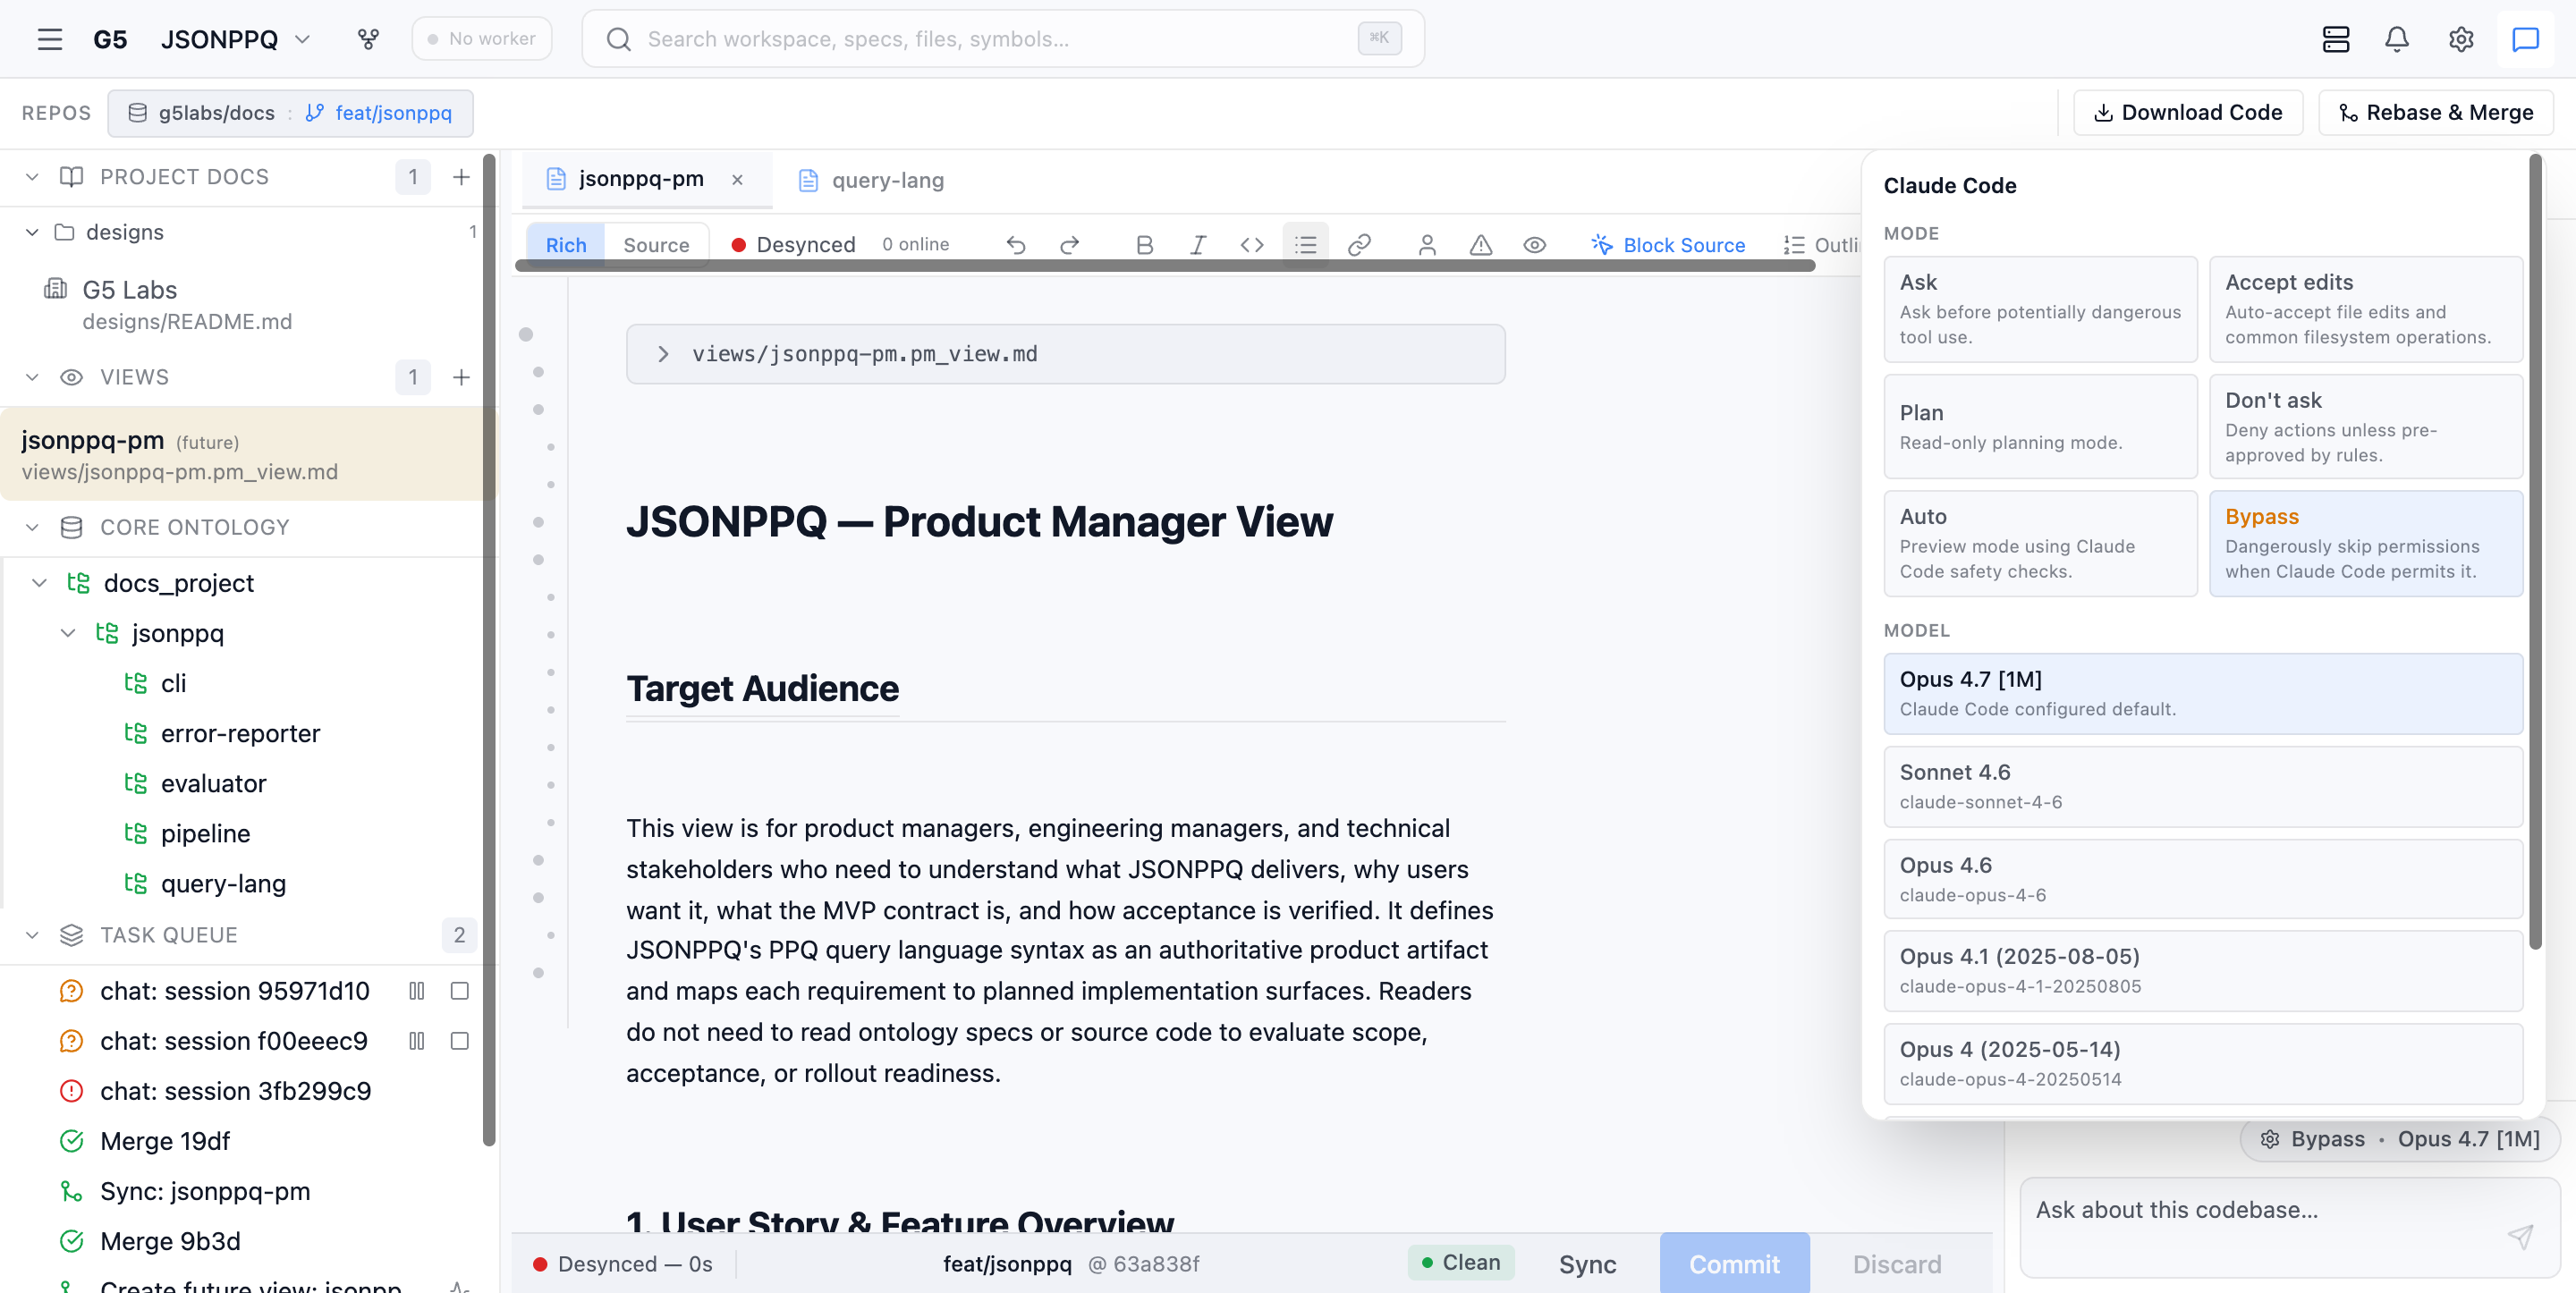 G5 JSONPPQ No worker Search workspace, specs, files, symbols... ⌘K
REPOS g5labs/docs : feat/jsonppq Download Code Rebase & Merge
PROJECT DOCS 1
designs 1
G5 Labs
designs/README.md
VIEWS 1
jsonppq-pm (future)
views/jsonppq-pm.pm_view.md
CORE ONTOLOGY
docs_project
jsonppq
cli
error-reporter
evaluator
pipeline
query-lang
TASK QUEUE 2
chat: session 95971d10
chat: session f00eeec9
chat: session 3fb299c9
Merge 19df
Sync: jsonppq-pm
Merge 9b3d
Create future view: jsonpp
jsonppq-pm query-lang
Rich Source Desynced 0 online Block Source Outli
views/jsonppq-pm.pm_view.md
JSONPPQ — Product Manager View
Target Audience
This view is for product managers, engineering managers, and technical
stakeholders who need to understand what JSONPPQ delivers, why users
want it, what the MVP contract is, and how acceptance is verified. It defines
JSONPPQ's PPQ query language syntax as an authoritative product artifact
and maps each requirement to planned implementation surfaces. Readers
do not need to read ontology specs or source code to evaluate scope,
acceptance, or rollout readiness.
1. User Story & Feature Overview
Desynced — 0s feat/jsonppq @ 63a838f Clean Sync Commit Discard
Claude Code
MODE
Ask
Ask before potentially dangerous
tool use.
Accept edits
Auto-accept file edits and
common filesystem operations.
Plan
Read-only planning mode.
Don't ask
Deny actions unless pre-
approved by rules.
Auto
Preview mode using Claude
Code safety checks.
Bypass
Dangerously skip permissions
when Claude Code permits it.
MODEL
Opus 4.7 [1M]
Claude Code configured default.
Sonnet 4.6
claude-sonnet-4-6
Opus 4.6
claude-opus-4-6
Opus 4.1 (2025-08-05)
claude-opus-4-1-20250805
Opus 4 (2025-05-14)
claude-opus-4-20250514
Bypass • Opus 4.7 [1M]
Ask about this codebase...